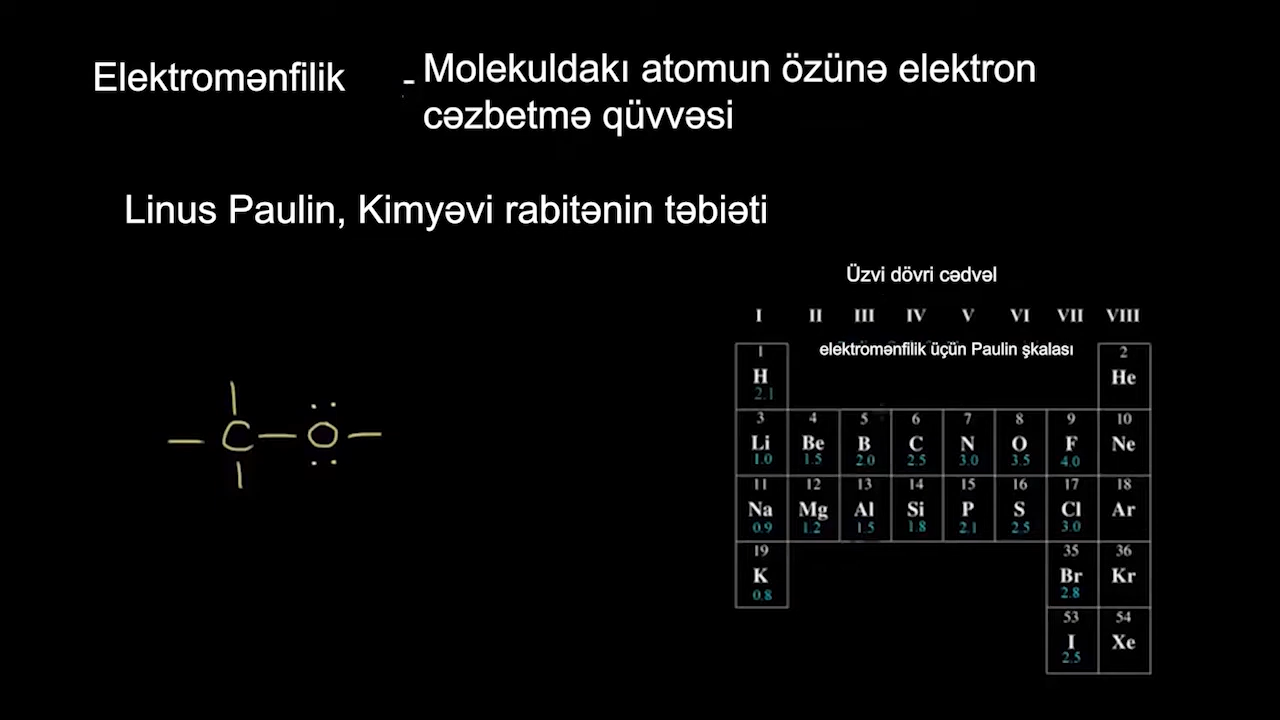 Elektromənfilik - Molekuldakı atomun özünə elektron
cəzbetmə qüvvəsi
Linus Paulin, Kimyəvi rabitənin təbiəti
Üzvi dövri cədvəl
I II III IV V VI VII VIII
elektromənfilik üçün Paulin şkalası
1 2
H He
2.1
3 4 5 6 7 8 9 10
Li Be B C N O F Ne
1.0 1.5 2.0 2.5 3.0 3.5 4.0
11 12 13 14 15 16 17 18
Na Mg Al Si P S Cl Ar
0.9 1.2 1.5 1.8 2.1 2.5 3.0
19 35 36
K Br Kr
0.8 2.8
53 54
I Xe
2.5
C O